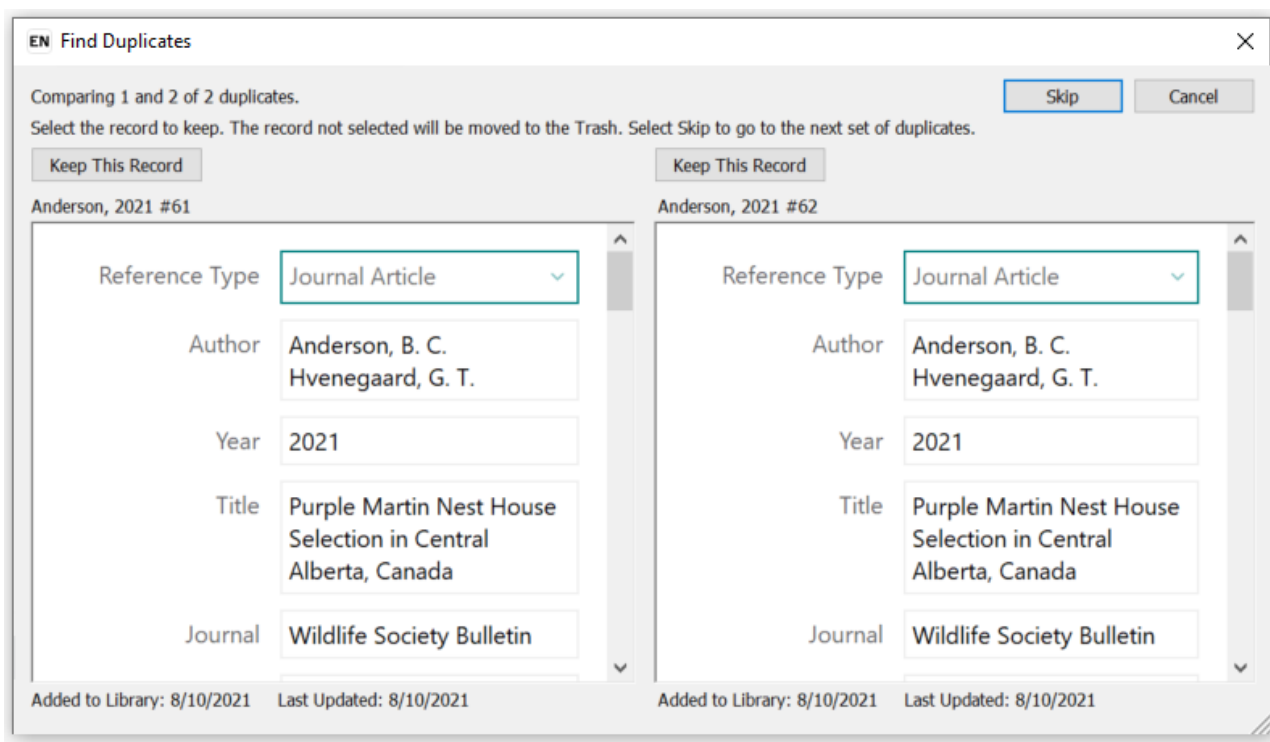 EN Find Duplicates
Comparing 1 and 2 of 2 duplicates.
Skip
Cancel
Select the record to keep. The record not selected will be moved to the Trash. Select Skip to go to the next set of duplicates.
Keep This Record
Anderson, 2021 #61
Reference Type Journal Article
Author Anderson, B. C.
Hvenegaard, G. T.
Year 2021
Title Purple Martin Nest House
Selection in Central
Alberta, Canada
Journal Wildlife Society Bulletin
Added to Library: 8/10/2021 Last Updated: 8/10/2021
Keep This Record
Anderson, 2021 #62
Reference Type Journal Article
Author Anderson, B. C.
Hvenegaard, G. T.
Year 2021
Title Purple Martin Nest House
Selection in Central
Alberta, Canada
Journal Wildlife Society Bulletin
Added to Library: 8/10/2021 Last Updated: 8/10/2021